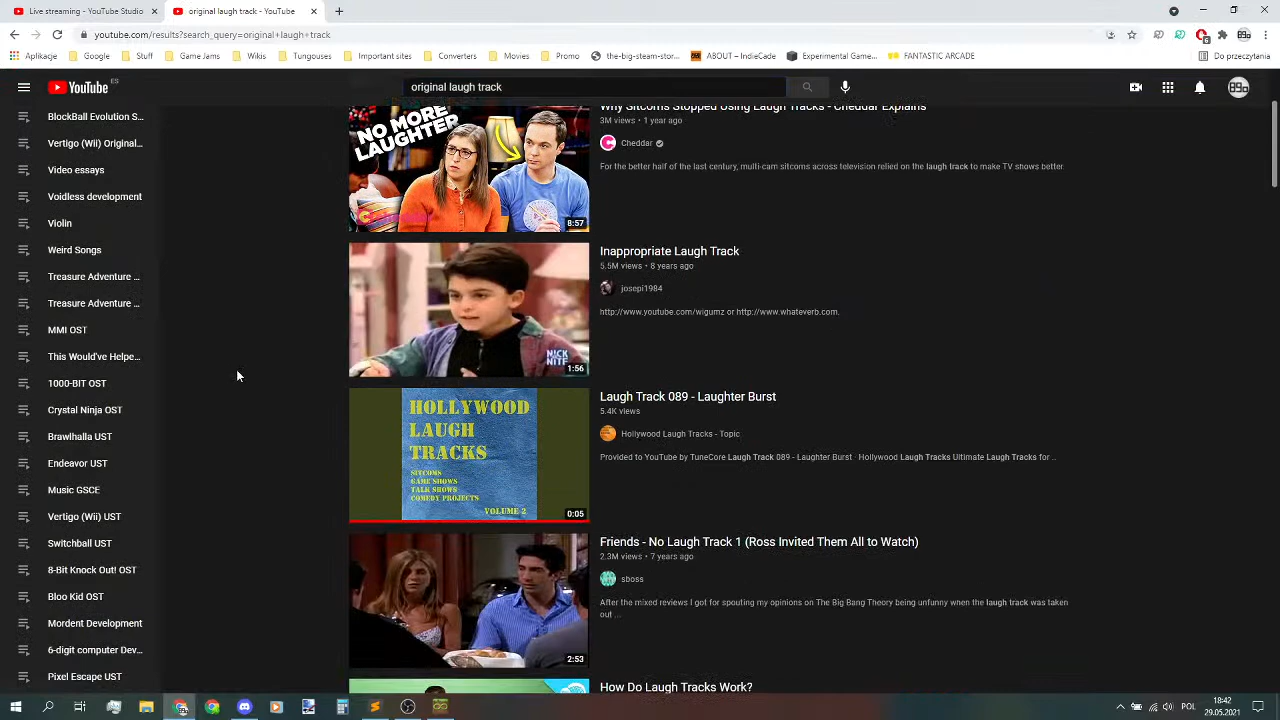 Live streaming - YouTube Studio
original laugh track - YouTube
youtube.com/results?search_query=original+laugh+track
Aplikacje
Google
Stuff
Game Jams
Wikis
Tungouses
Important sites
Forumming
Media
Promo
the-big-steam-stor...
ABOUT – IndieCade
Experimental Game...
FANTASTIC ARCADE
Do przeczytania
YouTube ES
original laugh track
BlockBall Evolution S...
Vertigo (Wii) Original...
Videosoys
Voidless development
Violin
Weird Songs
Treasure Adventure ...
Treasure Adventure ...
MMI OST
This Would've Helpe...
1000-BIT OST
Crystal Ninja OST
Brawlhalla UST
Endeavor UST
Music GSCE
Vertigo (Wii) UST
Switchball UST
8-Bit Knock Out! OST
Bloo Kid OST
Mordent Development
6-digit computer Dev...
Pixel Escape UST
NO MORE
LAUGHTER
8:57
Why Sitcoms Stopped Using Laugh Tracks - Cheddar Explains
3M views • 1 year ago
Cheddar
For the better half of the last century, multi-cam sitcoms across television relied on the laugh track to make TV shows better
NICK
NITE
1:56
Inappropriate Laugh Track
5.5M views • 8 years ago
josepi1984
http://www.youtube.com/wigumz or http://www.whateverb.com.
HOLLYWOOD
LAUGH
TRACKS
SITCOMS
GAME SHOWS
TALK SHOWS
COMEDY PROJECTS
VOLUME 2
0:05
Laugh Track 089 - Laughter Burst
5.4K views
Hollywood Laugh Tracks - Topic
Provided to YouTube by TuneCore Laugh Track 089 - Laughter Burst · Hollywood Laugh Tracks Ultimate Laugh Tracks for ...
2:53
Friends - No Laugh Track 1 (Ross Invited Them All to Watch)
2.3M views • 7 years ago
sboss
After the mixed reviews I got for spouting my opinions on The Big Bang Theory being unfunny when the laugh track was taken
out ...
How Do Laugh Tracks Work?
POL
18:42
29.05.2021